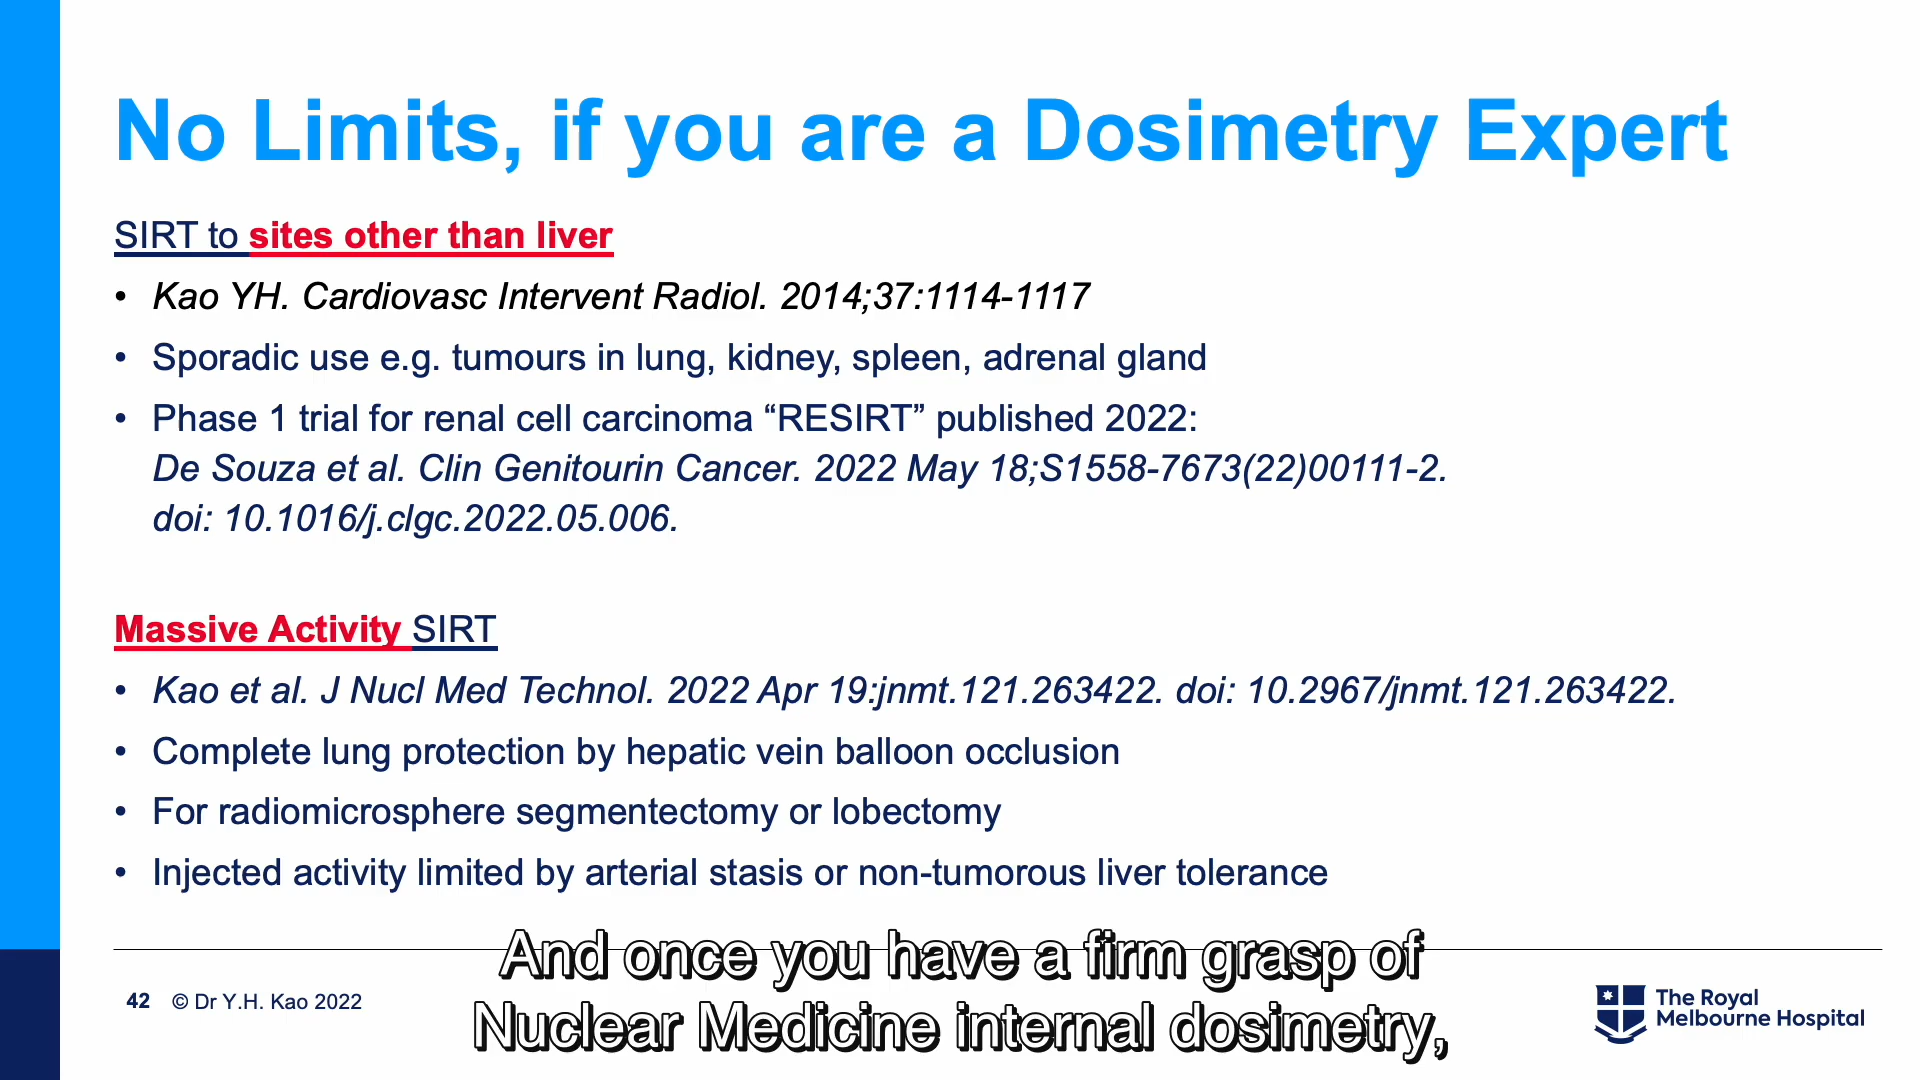 No Limits, if you are a Dosimetry Expert
SIRT to sites other than liver
• Kao YH. Cardiovasc Intervent Radiol. 2014;37:1114-1117
• Sporadic use e.g. tumours in lung, kidney, spleen, adrenal gland
• Phase 1 trial for renal cell carcinoma “RESIRT” published 2022:
De Souza et al. Clin Genitourin Cancer. 2022 May 18;S1558-7673(22)00111-2.
doi: 10.1016/j.clgc.2022.05.006.
Massive Activity SIRT
• Kao et al. J Nucl Med Technol. 2022 Apr 19:jnmt.121.263422. doi: 10.2967/jnmt.121.263422.
• Complete lung protection by hepatic vein balloon occlusion
• For radiomicrosphere segmentectomy or lobectomy
• Injected activity limited by arterial stasis or non-tumorous liver tolerance
And once you have a firm grasp of
Nuclear Medicine internal dosimetry,
42 © Dr Y.H. Kao 2022
The Royal
Melbourne Hospital